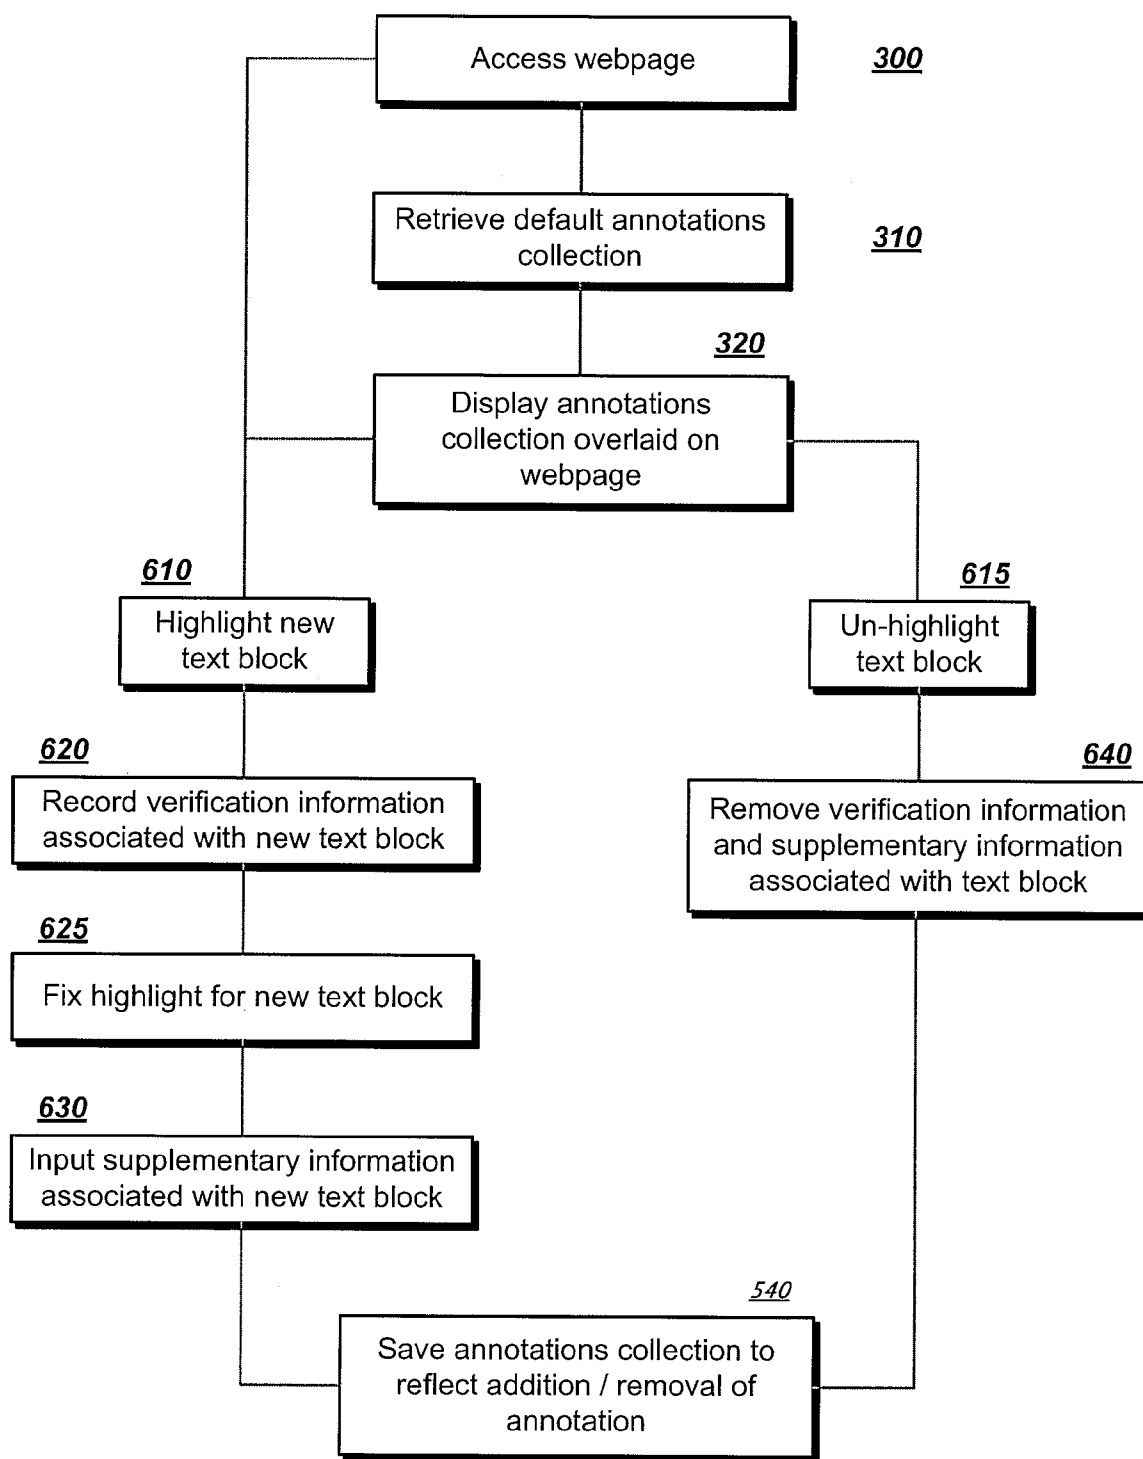 Access webpage
300
Retrieve default annotations
collection
310
320
Display annotations
collection overlaid on
webpage
610
Highlight new
text block
615
Un-highlight
text block
620
Record verification information
associated with new text block
640
Remove verification information
and supplementary information
associated with text block
625
Fix highlight for new text block
630
Input supplementary information
associated with new text block
540
Save annotations collection to
reflect addition / removal of
annotation